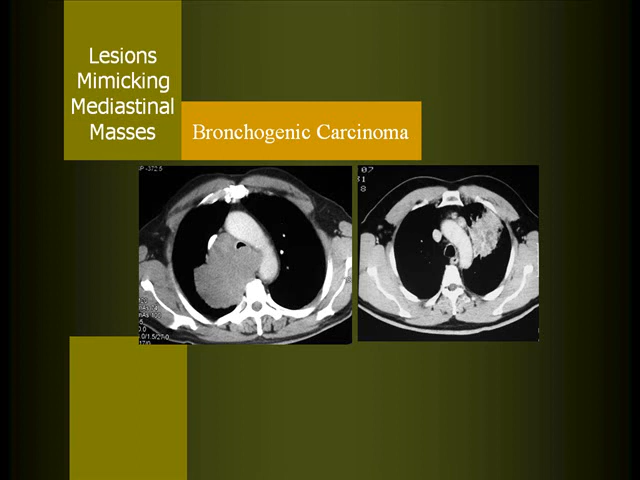 Lesions
Mimicking
Mediastinal
Masses
Bronchogenic Carcinoma